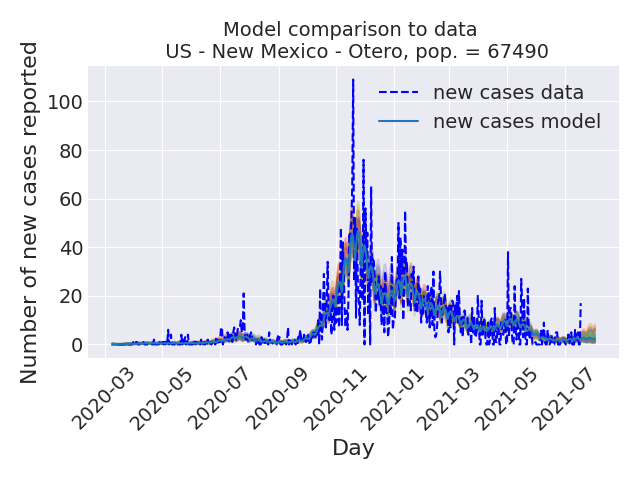 Model comparison to data
US - New Mexico - Otero, pop. = 67490
Number of new cases reported
100
80
60
40
20
0
new cases data
new cases model
2020-03
2020-05
2020-07
2020-09
2020-11
2021-01
2021-03
2021-05
2021-07
Day